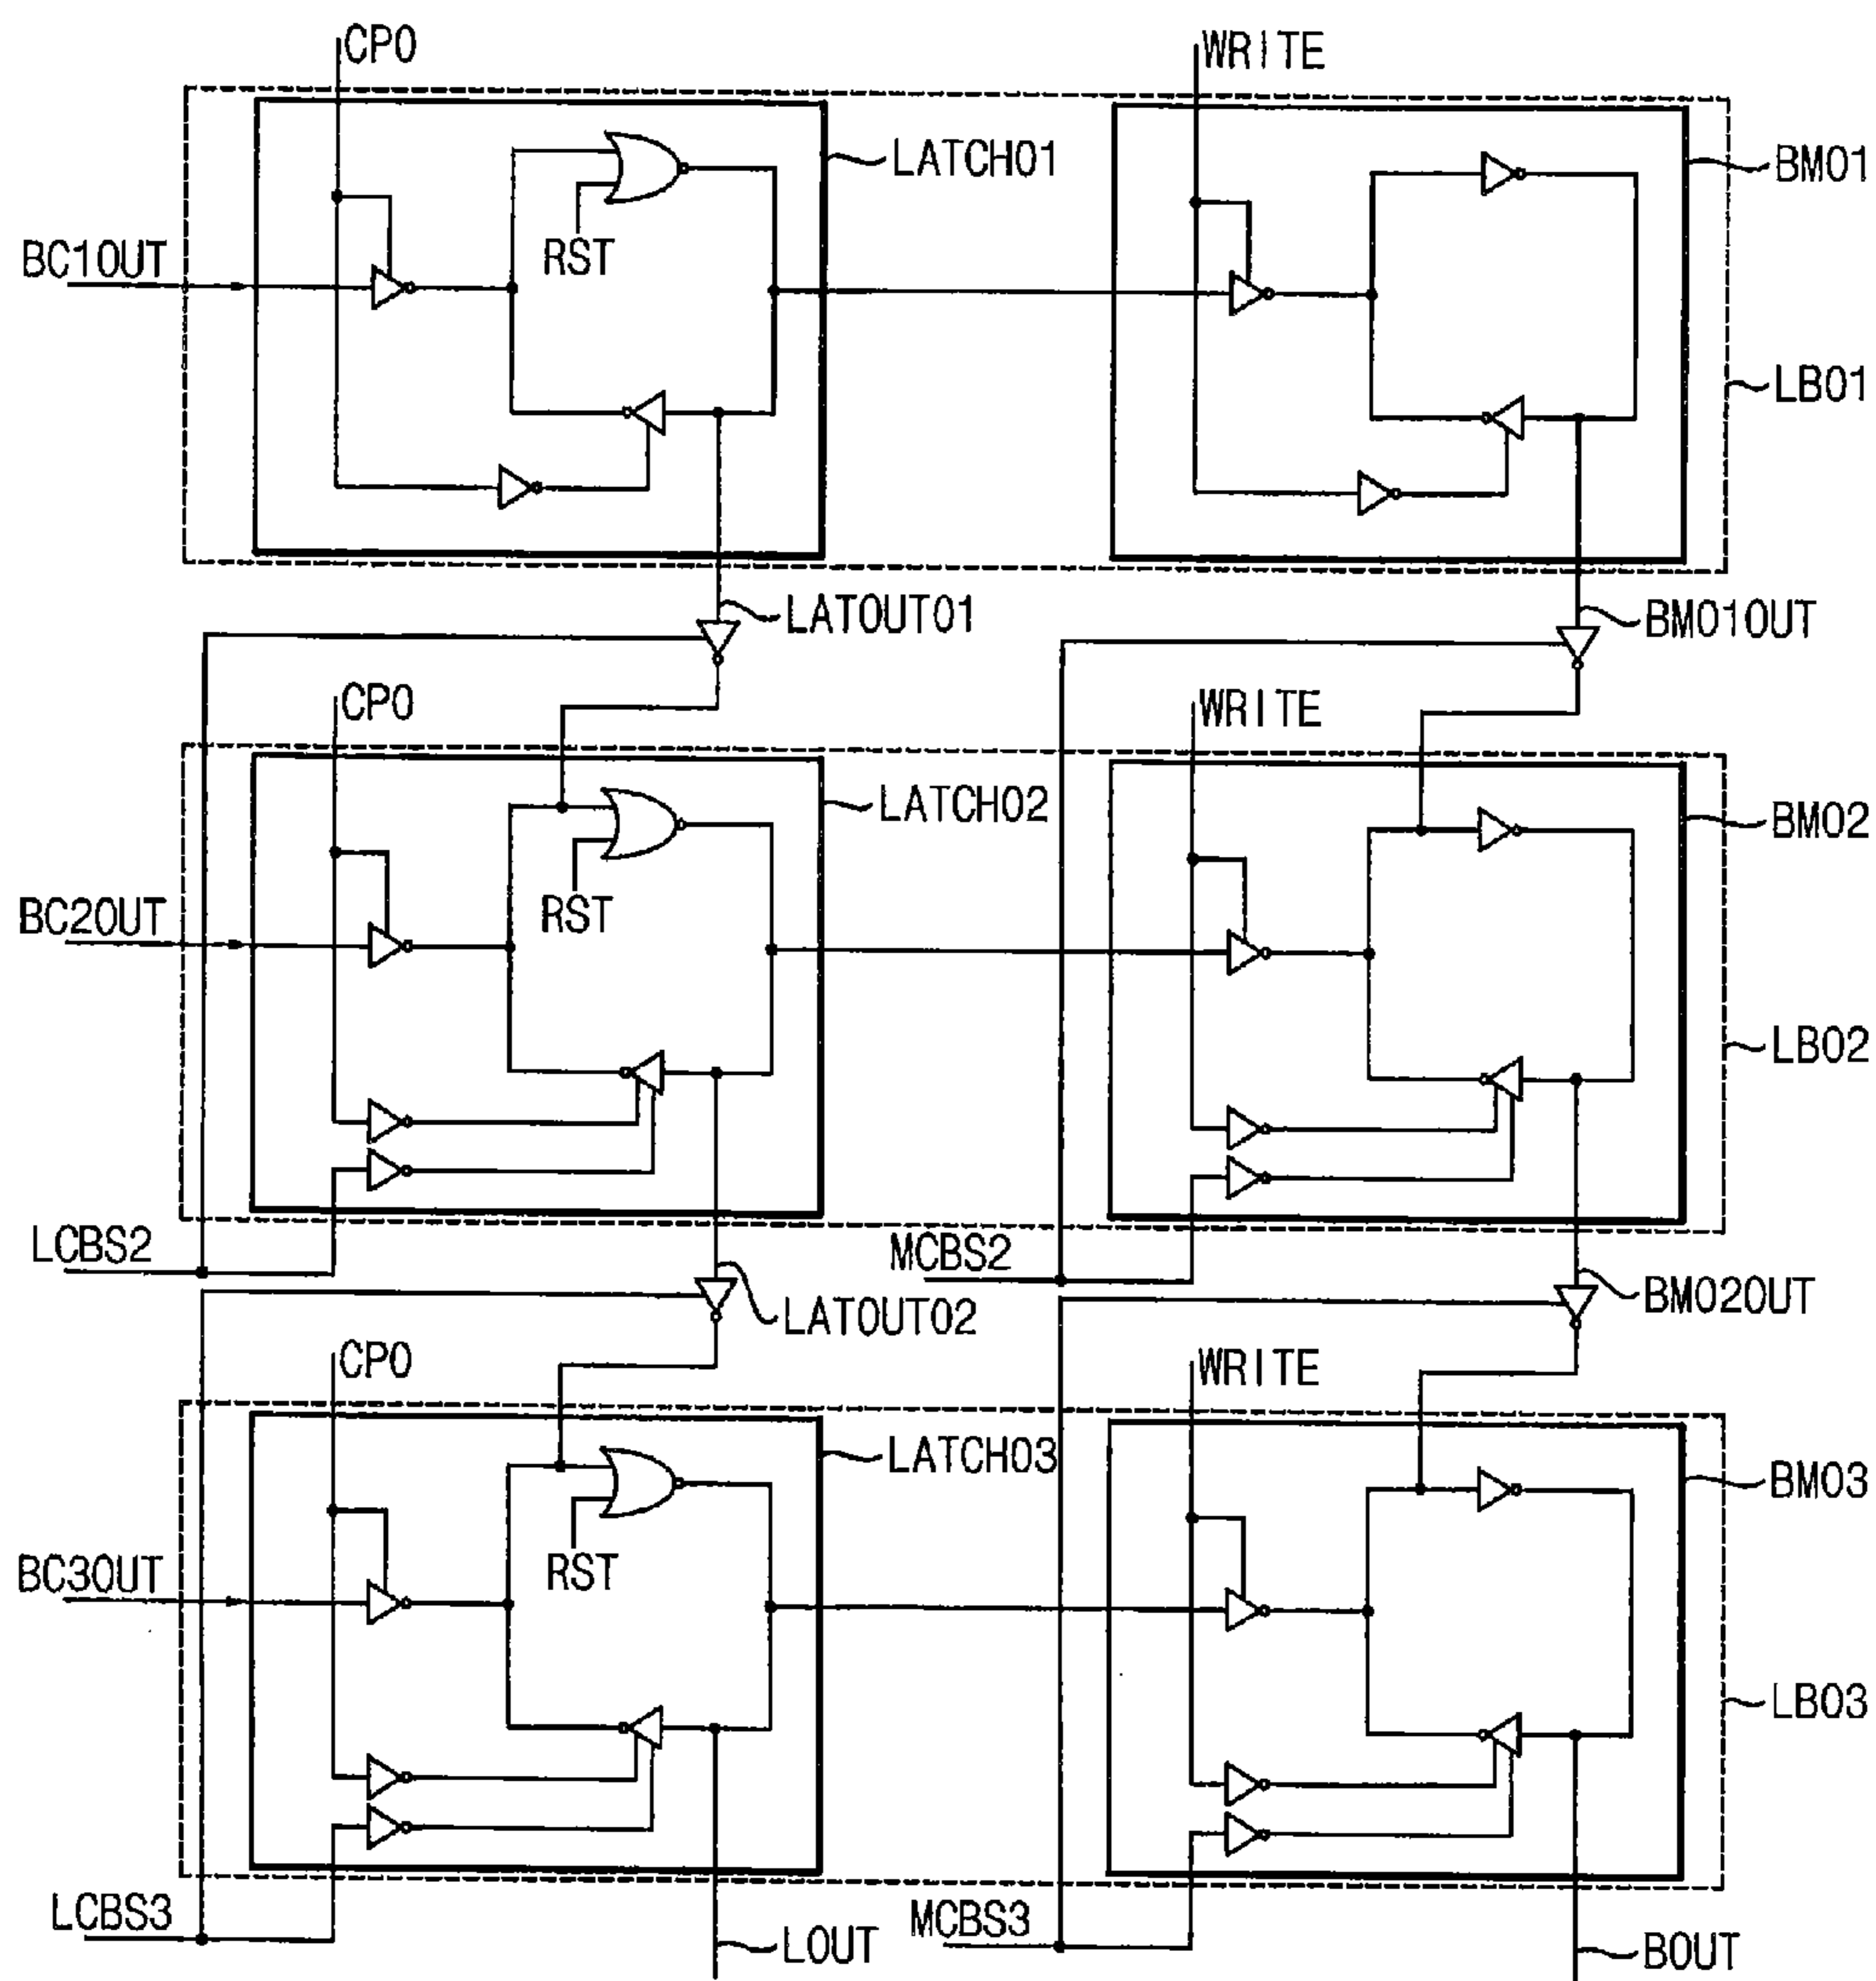 CP0
WRITE
LATCH01
BM01
BC1OUT
RST
LB01
LATOUT01
BM01OUT
CP0
WRITE
LATCH02
BM02
BC2OUT
RST
LB02
LCBS2
MCBS2
LATOUT02
BM02OUT
CP0
WRITE
LATCH03
BM03
BC3OUT
RST
LB03
LCBS3
LOUT
MCBS3
BOUT